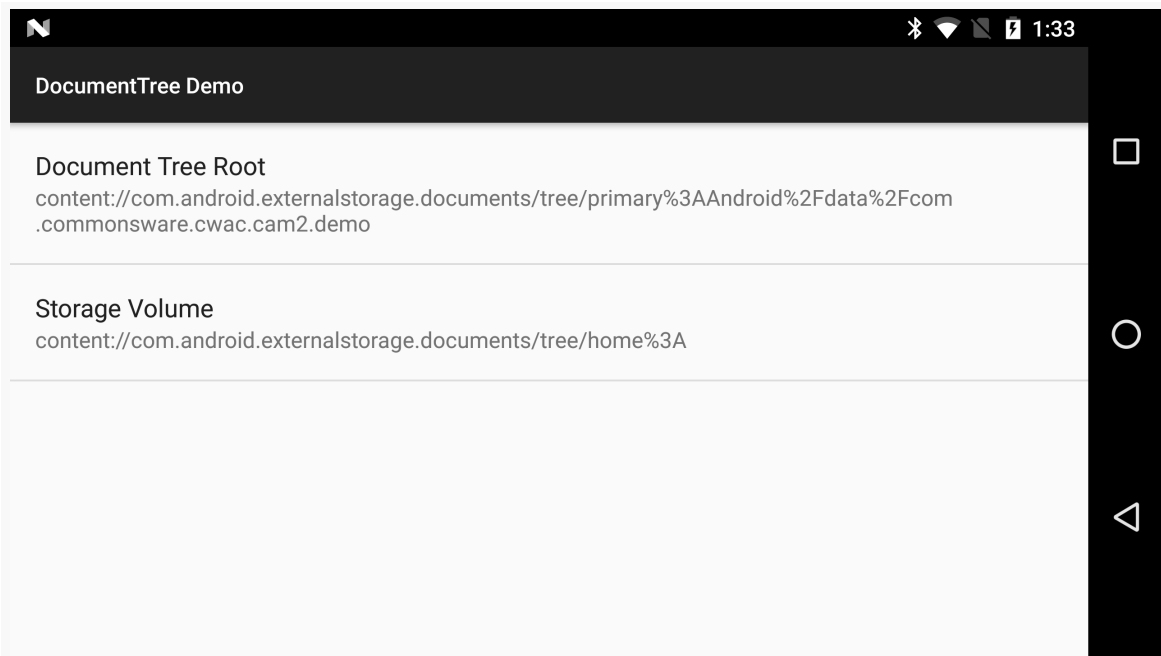 1:33
DocumentTree Demo
Document Tree Root
content://com.android.externalstorage.documents/tree/primary%3AAndroid%2Fdata%2Fcom
.commonsware.cwac.cam2.demo
Storage Volume
content://com.android.externalstorage.documents/tree/home%3A